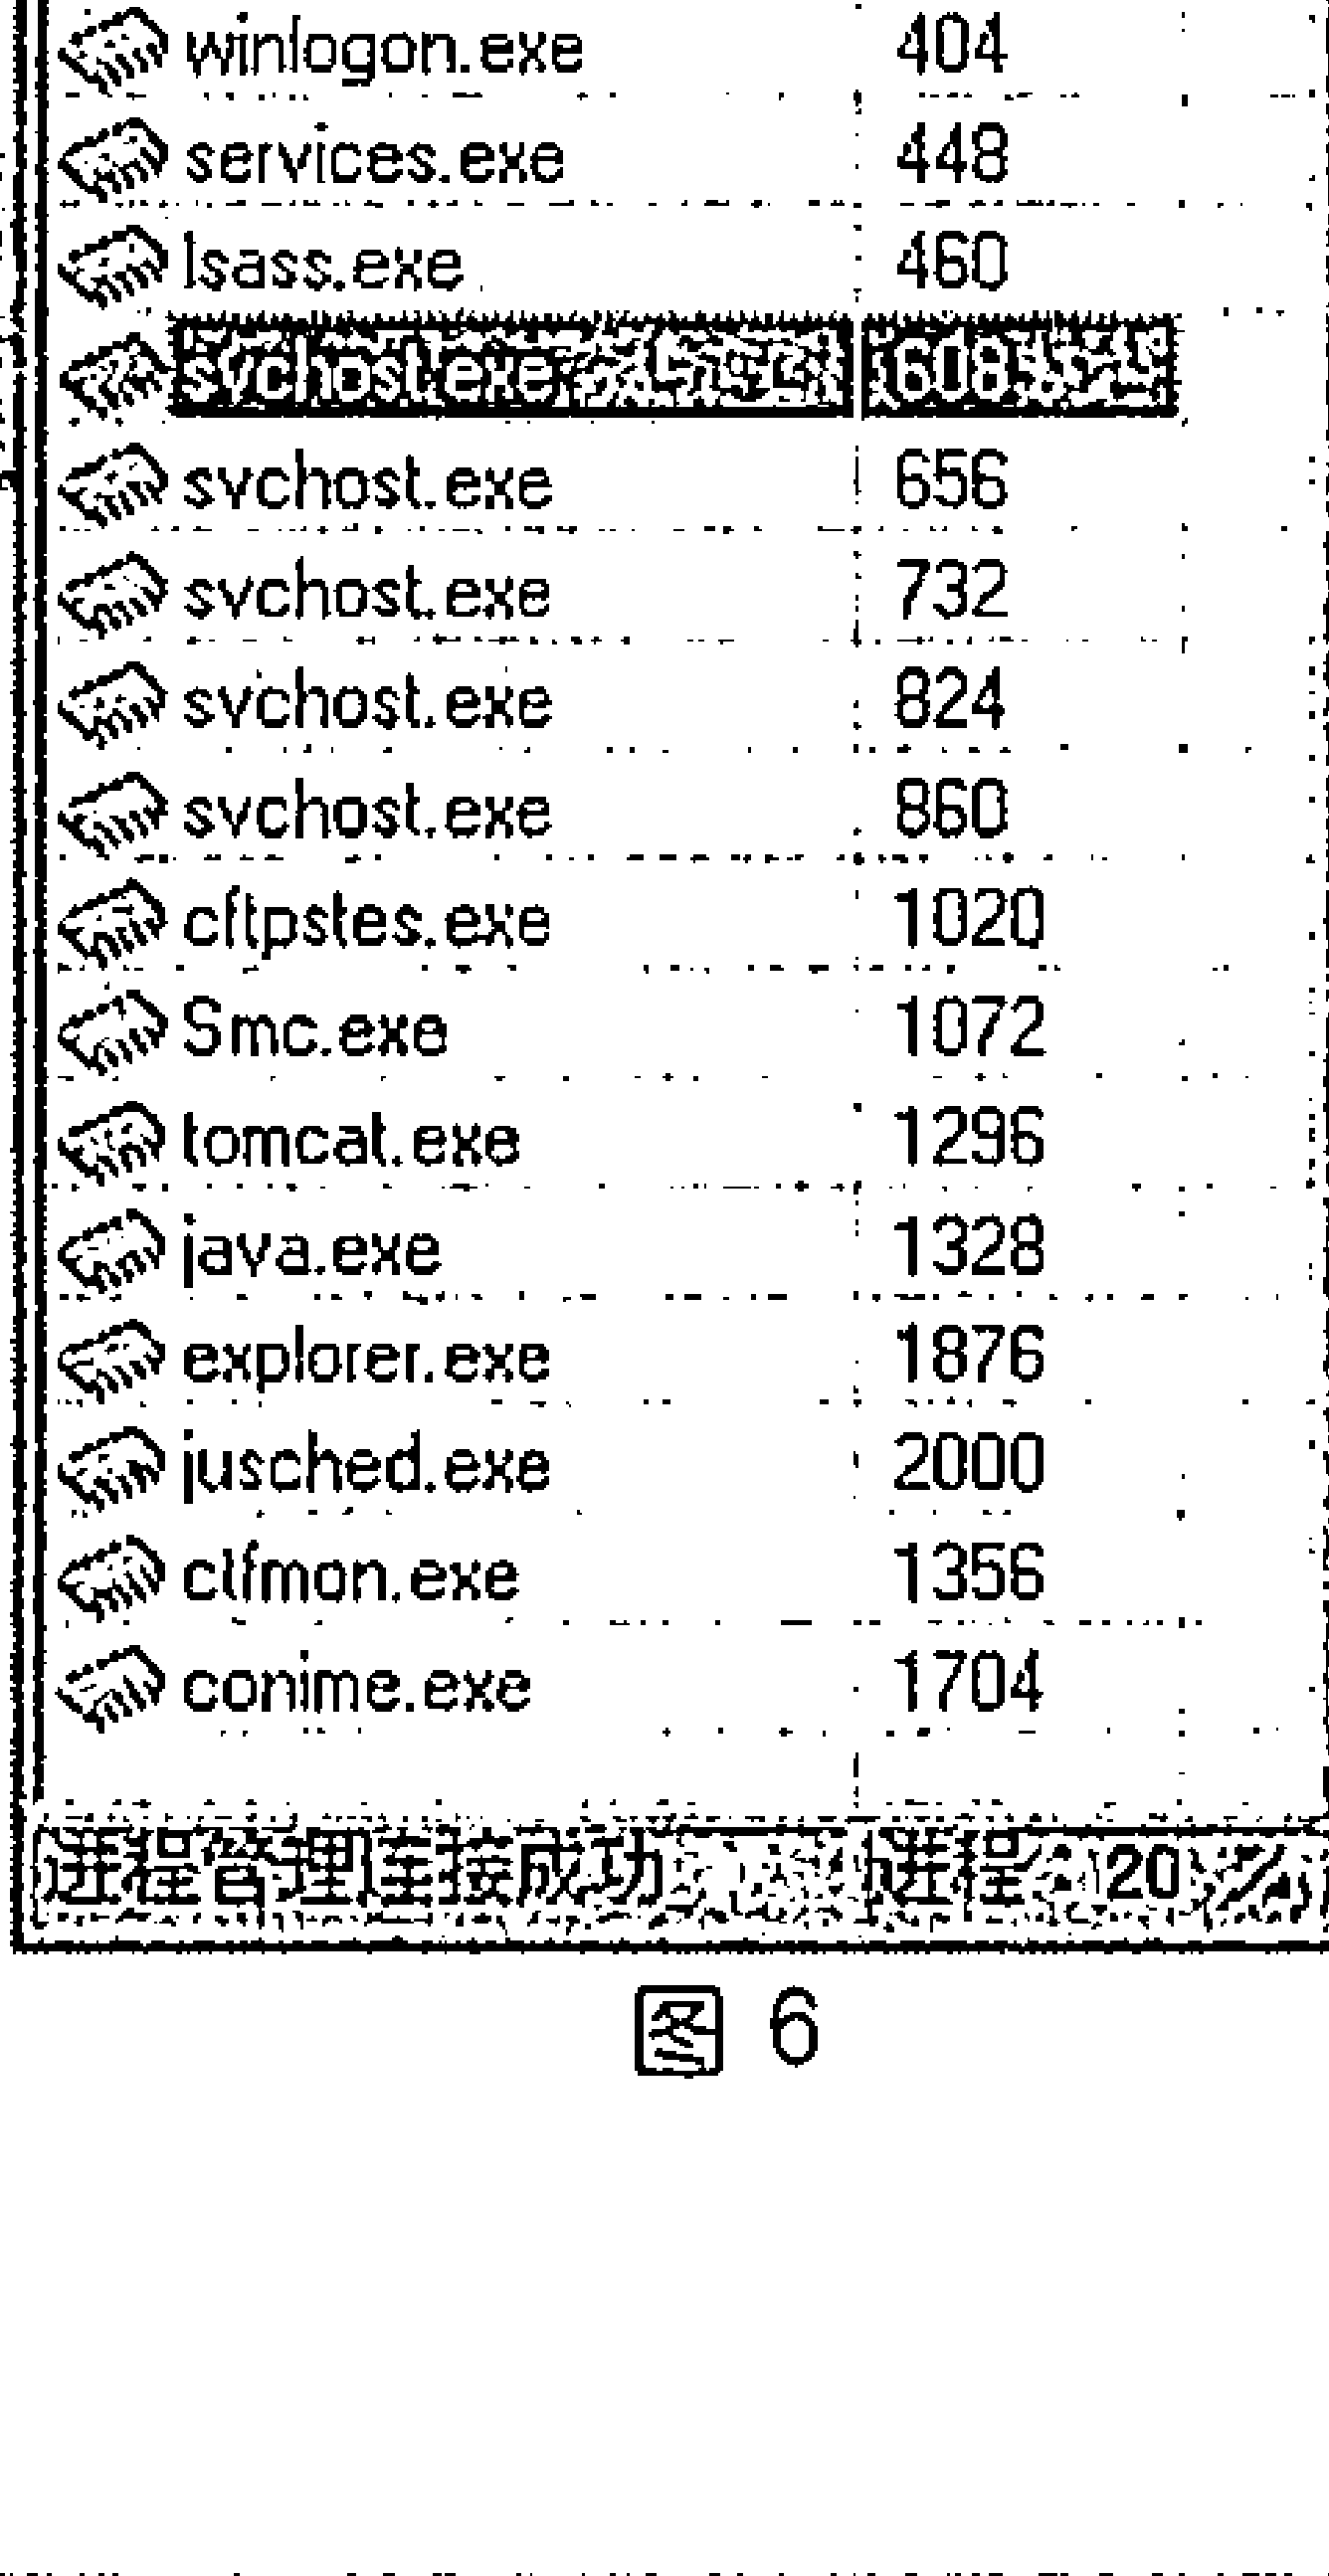 winlogon.exe 404
services.exe 448
lsass.exe 460
svchost.exe 608
svchost.exe 656
svchost.exe 732
svchost.exe 824
svchost.exe 860
cftpstes.exe 1020
Smc.exe 1072
tomcat.exe 1296
java.exe 1328
explorer.exe 1876
jusched.exe 2000
ctfmon.exe 1356
conime.exe 1704
进程管理连接成功 进程 20
图 6